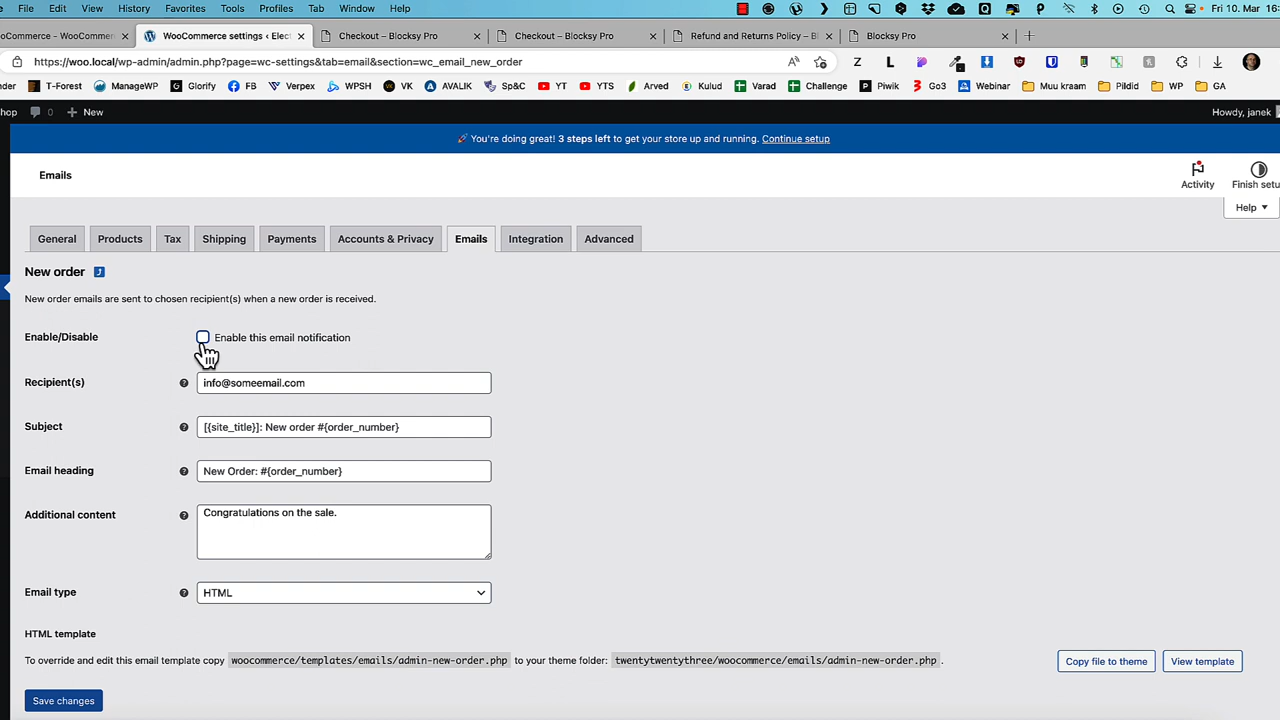 File Edit View History Favorites Tools Profiles Tab Window Help Fri 10. Mar 16:
oCommerce – WooCommerc WooCommerce settings ‹ Elect Checkout – Blocksy Pro Checkout – Blocksy Pro Refund and Returns Policy – Bl Blocksy Pro
https://woo.local/wp-admin/admin.php?page=wc-settings&tab=email&section=wc_email_new_order
nder T-Forest ManageWP Glorify FB Verpex WPSH VK AVALIK Sp&C YT YTS Arved Kulud Varad Challenge Piwik Go3 Webinar Muu kraam Pildid WP GA
hop 0 New Howdy, janek
You're doing great! 3 steps left to get your store up and running. Continue setup
Emails
Activity Finish setu
Help
General Products Tax Shipping Payments Accounts & Privacy Emails Integration Advanced
New order
New order emails are sent to chosen recipient(s) when a new order is received.
Enable/Disable Enable this email notification
Recipient(s) info@someemail.com
Subject [{site_title}]: New order #{order_number}
Email heading New Order: #{order_number}
Additional content Congratulations on the sale.
Email type HTML
HTML template
To override and edit this email template copy woocommerce/templates/emails/admin-new-order.php to your theme folder: twentytwentythree/woocommerce/emails/admin-new-order.php . Copy file to theme View template
Save changes